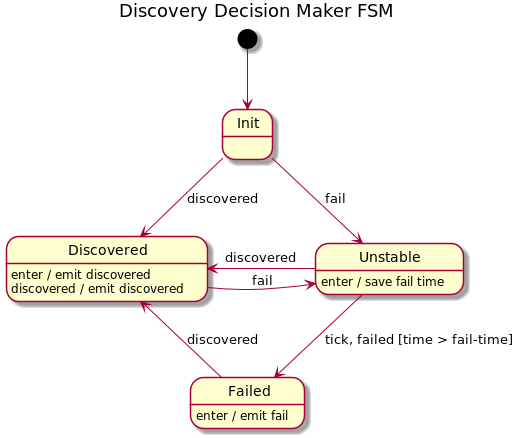 Discovery Decision Maker FSM
Init
discovered
fail
Discovered
enter / emit discovered
discovered / emit discovered
discovered
fail
Unstable
enter / save fail time
discovered
tick, failed [time > fail-time]
Failed
enter / emit fail